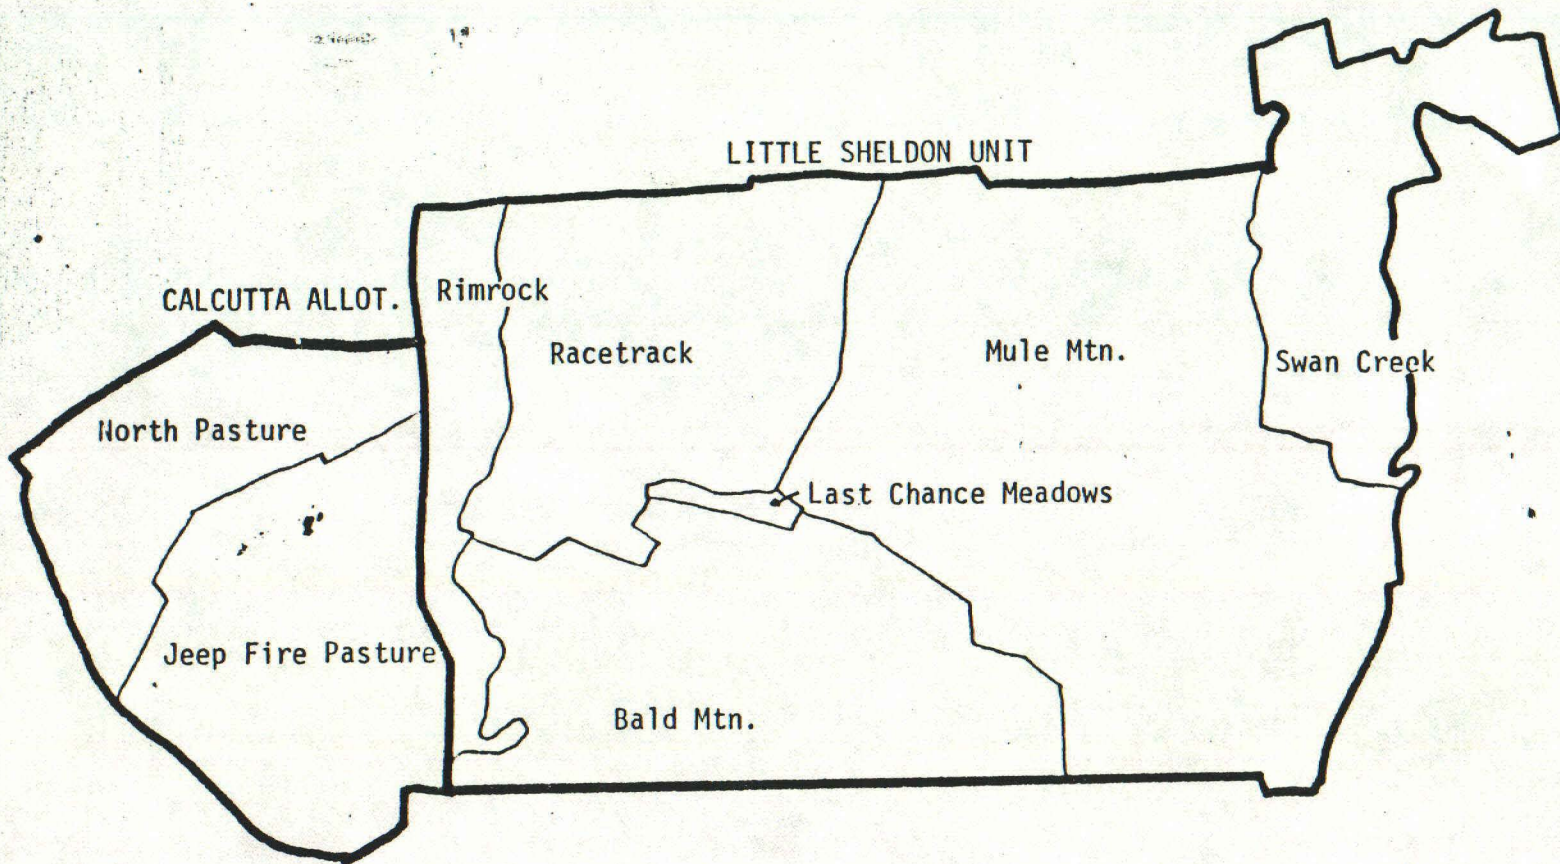 LITTLE SHELDON UNIT
CALCUTTA ALLOT.
Rimrock
Racetrack
Mule Mtn.
Swan Creek
North Pasture
Last Chance Meadows
Jeep Fire Pasture
Bald Mtn.